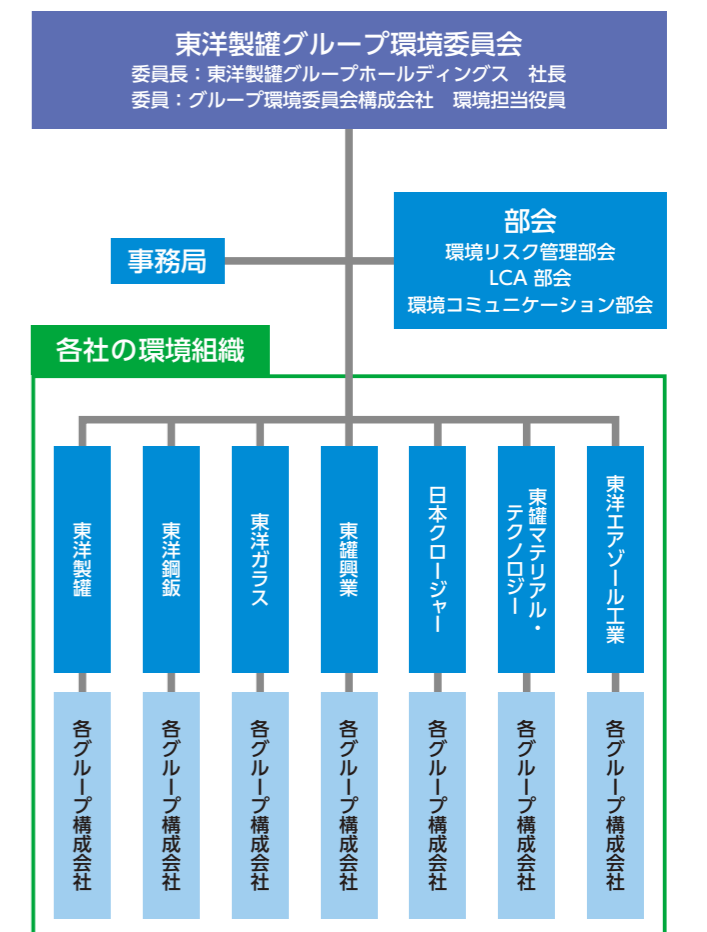 東洋製罐グループ環境委員会
委員長：東洋製罐グループホールディングス　社長
委員：グループ環境委員会構成会社　環境担当役員
事務局
部会
環境リスク管理部会
LCA 部会
環境コミュニケーション部会
各社の環境組織
東洋製罐
東洋鋼鈑
東洋ガラス
東罐興業
日本クロージャー
東罐マテリアル・
テクノロジー
東洋エアゾール工業
各グループ構成会社
各グループ構成会社
各グループ構成会社
各グループ構成会社
各グループ構成会社
各グループ構成会社
各グループ構成会社